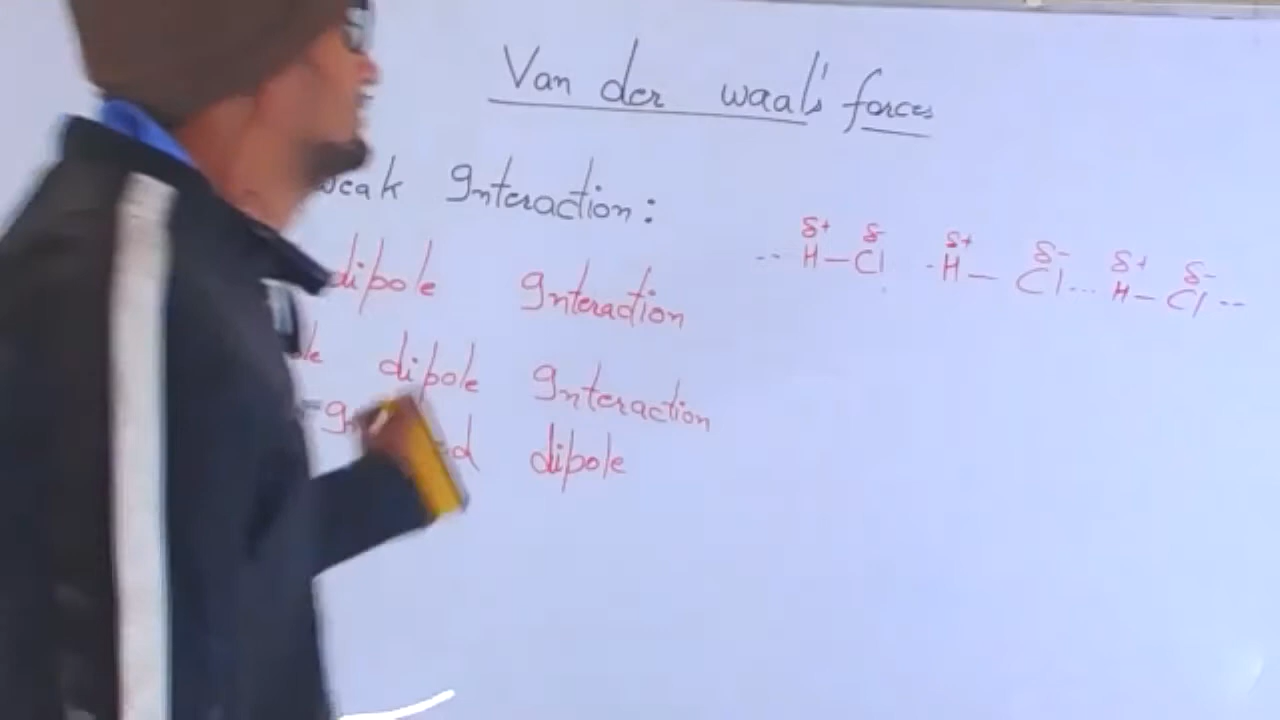 Van der waal's forces
weak Interaction:
dipole Interaction
dipole Interaction
dipole
δ+ δ- δ+ δ- δ+ δ-
-- H—Cl -H— Cl... H—Cl --